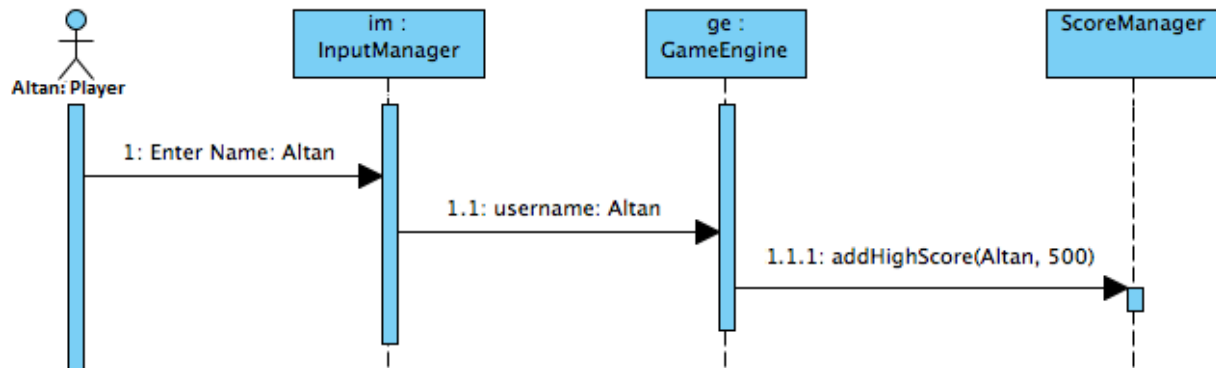 im :
InputManager
ge :
GameEngine
ScoreManager
Altan: Player
1: Enter Name: Altan
1.1: username: Altan
1.1.1: addHighScore(Altan, 500)